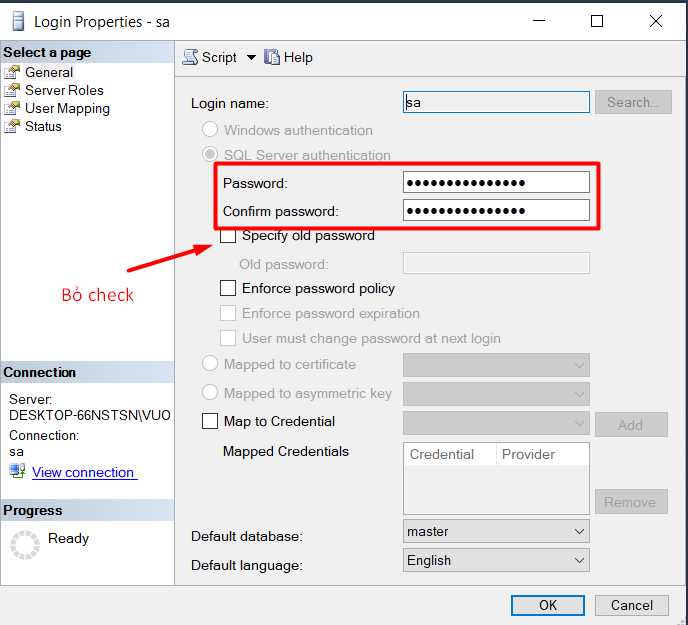 Login Properties - sa
Select a page
General
Server Roles
User Mapping
Status
Connection
Server:
DESKTOP-66NSTSN\VUO
Connection:
sa
View connection
Progress
Ready
Script Help
Login name: sa Search...
Windows authentication
SQL Server authentication
Password: ●●●●●●●●●●●●●●●
Confirm password: ●●●●●●●●●●●●●●●
Specify old password
Bỏ check
Old password:
Enforce password policy
Enforce password expiration
User must change password at next login
Mapped to certificate
Mapped to asymmetric key
Map to Credential Add
Mapped Credentials Credential Provider
Remove
Default database: master
Default language: English
OK Cancel